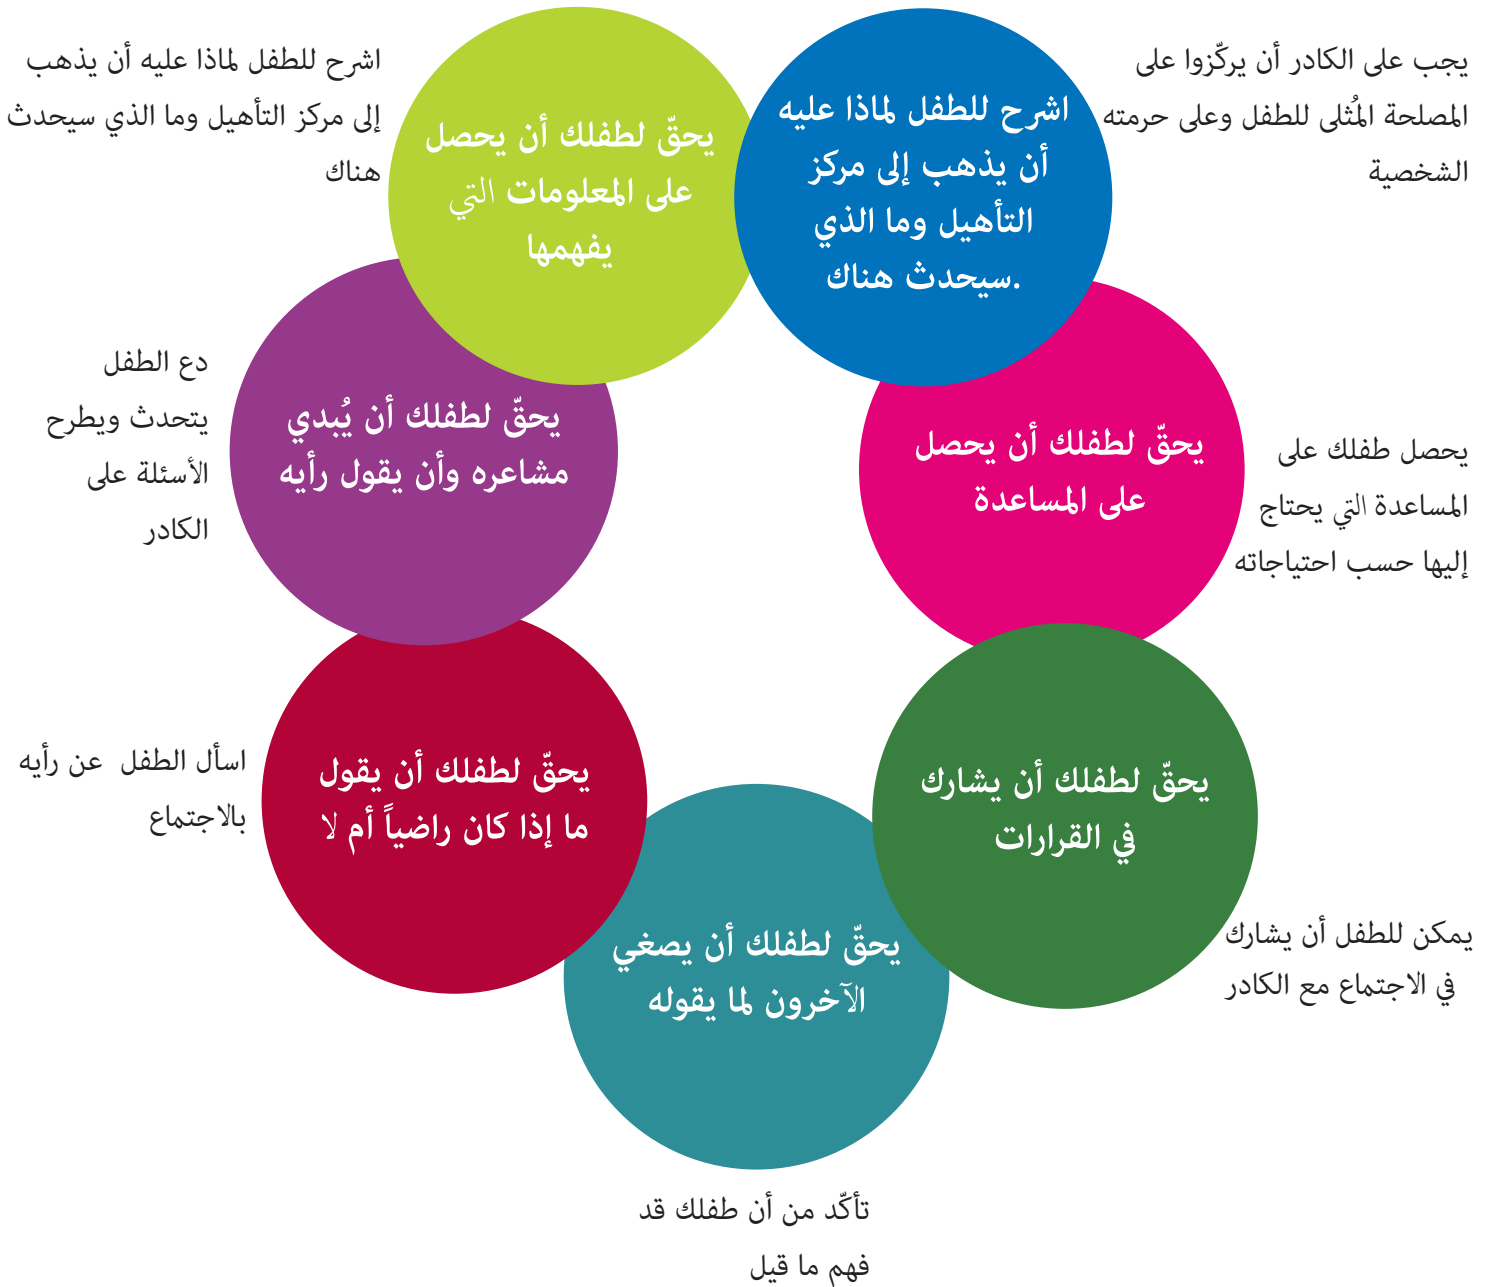 يجب على الكادر أن يركّزوا على
المصلحة المُثلى للطفل وعلى حرمته
الشخصية
اشرح للطفل لماذا عليه
أن يذهب إلى مركز
التأهيل وما الذي
سيحدث هناك.
يحقّ لطفلك أن يحصل
على المعلومات التي
يفهمها
اشرح للطفل لماذا عليه أن يذهب
إلى مركز التأهيل وما الذي سيحدث
هناك
يحصل طفلك على
المساعدة التي يحتاج
إليها حسب احتياجاته
يحقّ لطفلك أن يحصل
على المساعدة
يحقّ لطفلك أن يُبدي
مشاعره وأن يقول رأيه
دع الطفل
يتحدث ويطرح
الأسئلة على
الكادر
يحقّ لطفلك أن يشارك
في القرارات
يمكن للطفل أن يشارك
في الاجتماع مع الكادر
يحقّ لطفلك أن يقول
ما إذا كان راضياً أم لا
اسأل الطفل عن رأيه
بالاجتماع
يحقّ لطفلك أن يصغي
الآخرون لما يقوله
تأكّد من أن طفلك قد
فهم ما قيل